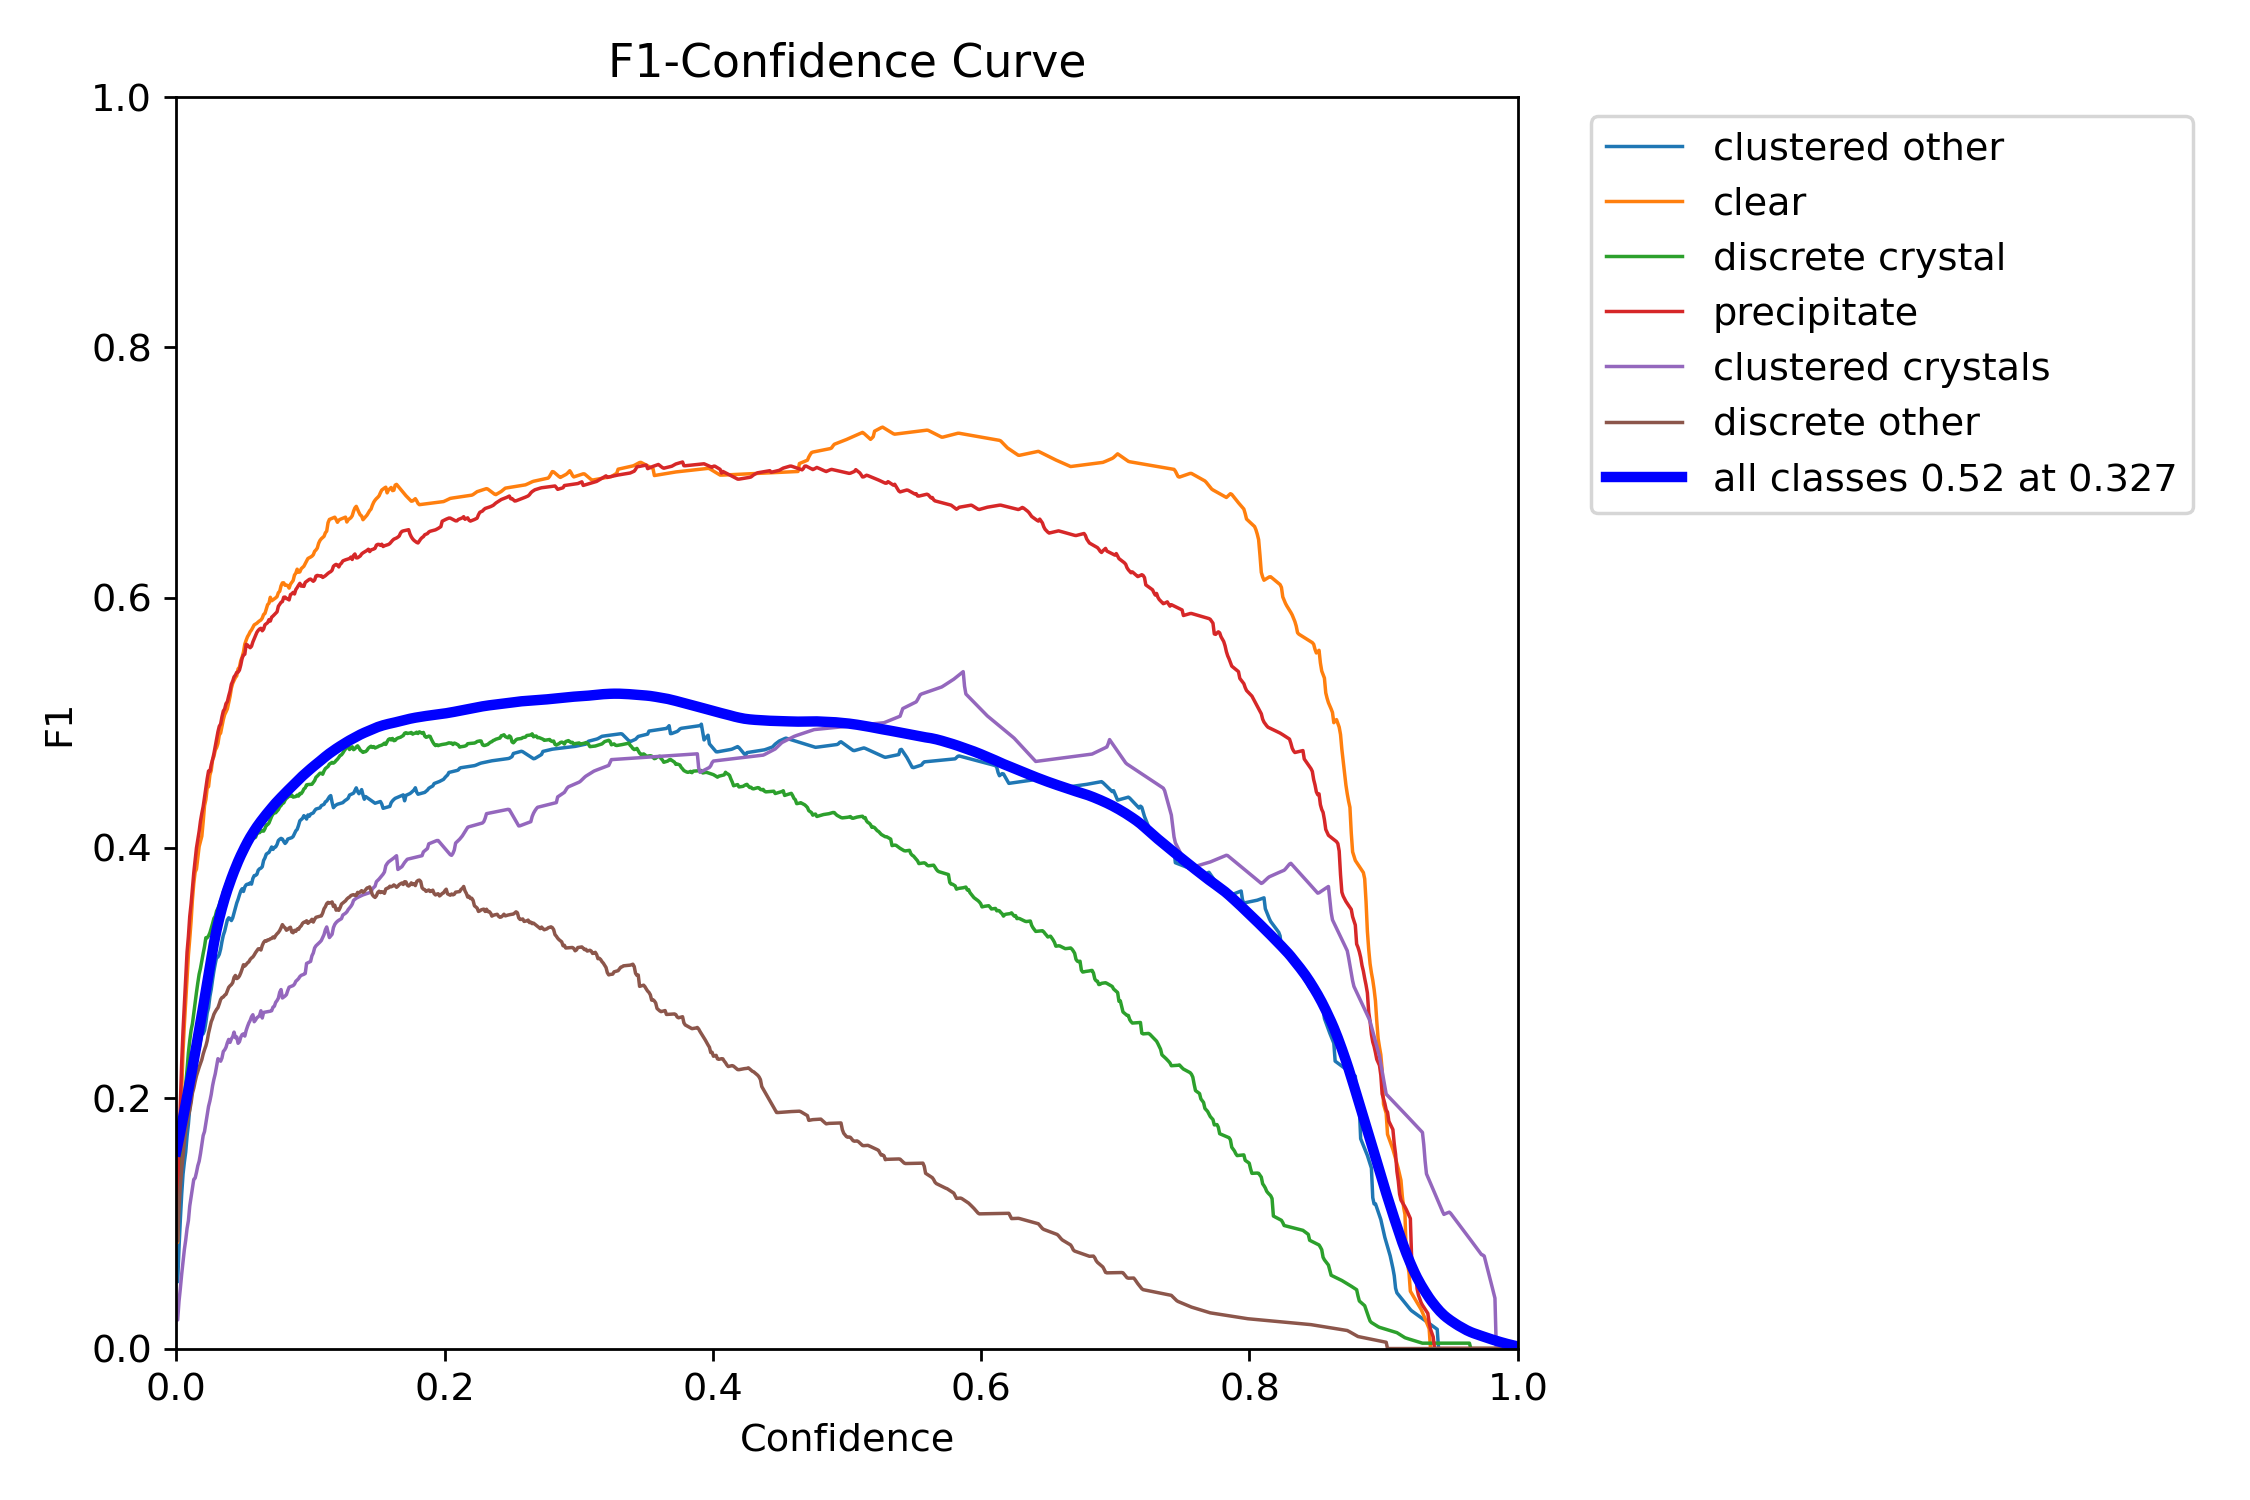 F1-Confidence Curve
1.0
0.8
0.6
0.4
0.2
0.0
F1
0.0 0.2 0.4 0.6 0.8 1.0
Confidence
clustered other
clear
discrete crystal
precipitate
clustered crystals
discrete other
all classes 0.52 at 0.327